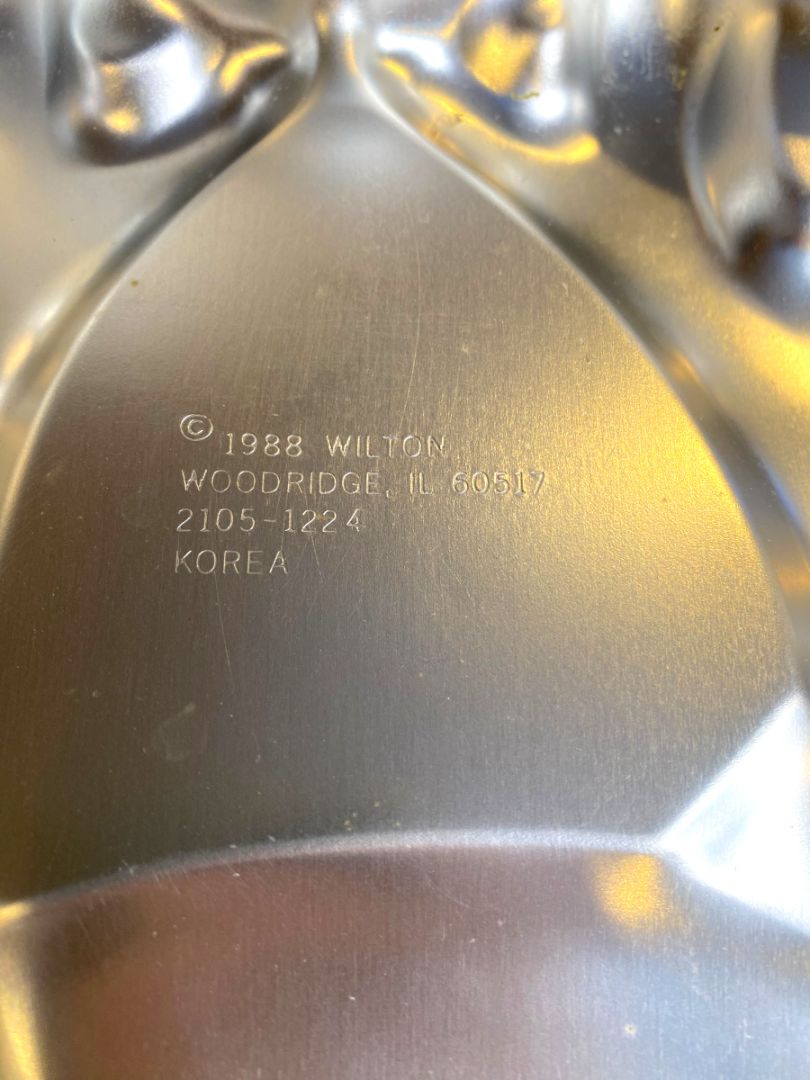 © 1988 WILTON
WOODRIDGE, IL 60517
2105-1224
KOREA